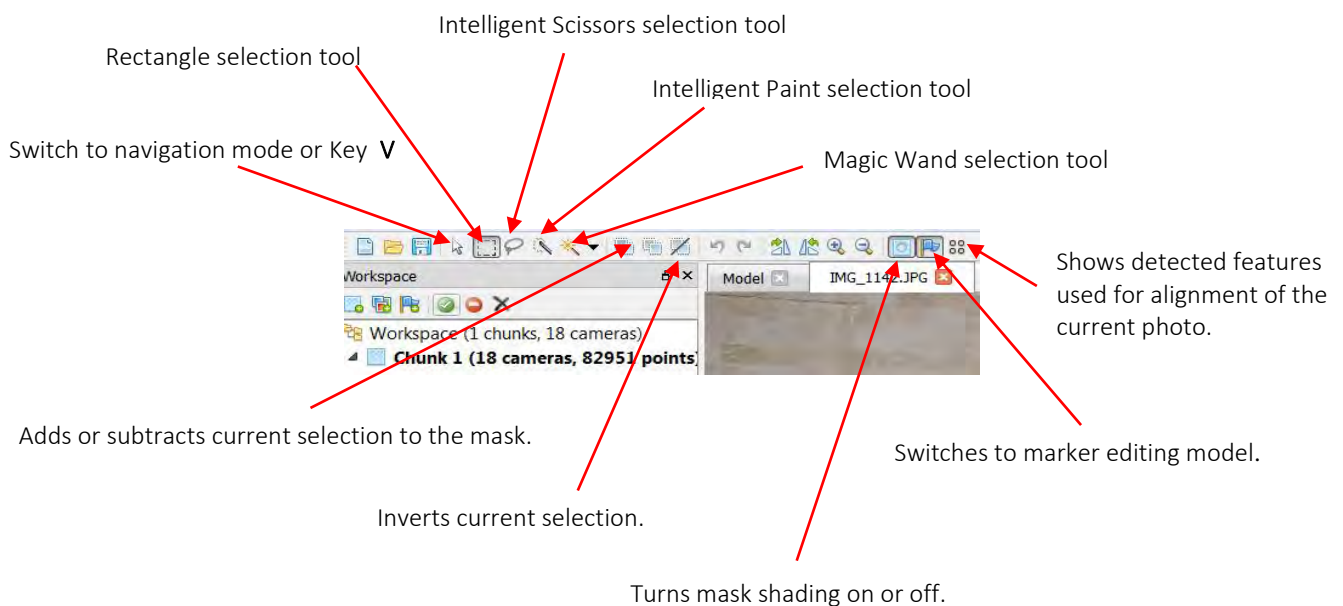 Intelligent Scissors selection tool
Rectangle selection tool
Intelligent Paint selection tool
Switch to navigation mode or Key V
Magic Wand selection tool
Workspace
Model
IMG_1142.JPG
Shows detected features
used for alignment of the
current photo.
Workspace (1 chunks, 18 cameras)
Chunk 1 (18 cameras, 82951 points)
Adds or subtracts current selection to the mask.
Switches to marker editing model.
Inverts current selection.
Turns mask shading on or off.